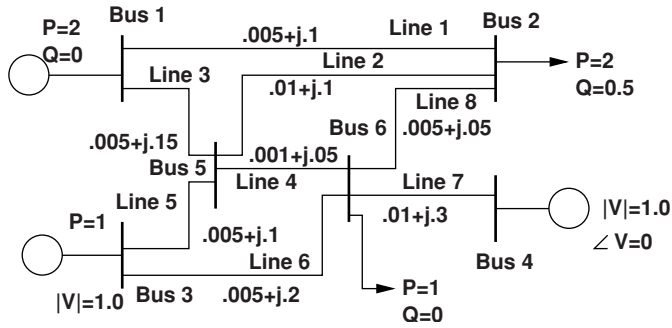 Bus 1
Bus 2
P=2
Q=0
.005+j.1
Line 1
Line 3
Line 2
.01+j.1
P=2
Q=0.5
Bus 6
Line 8
.005+j.05
.005+j.15
Bus 5
.001+j.05
Line 4
Line 7
Line 5
.01+j.3
|V|=1.0
∠ V=0
P=1
.005+j.1
Line 6
Bus 4
|V|=1.0
Bus 3
.005+j.2
P=1
Q=0